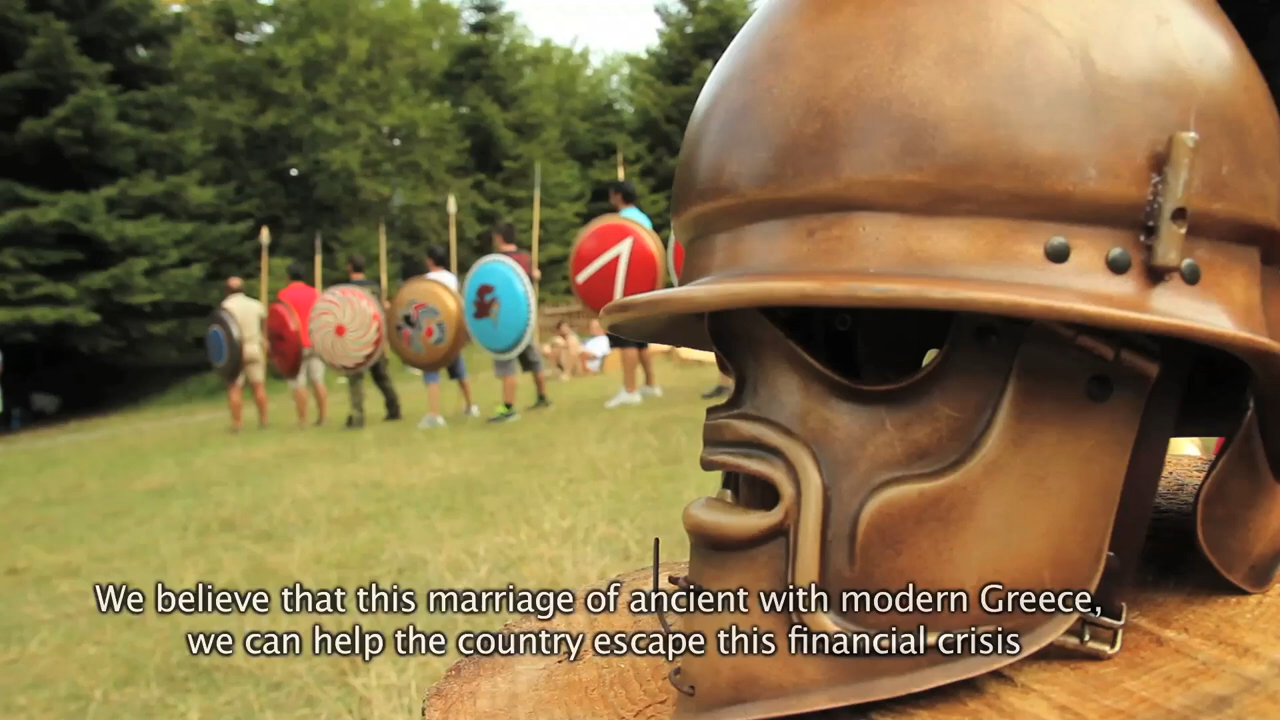 We believe that this marriage of ancient with modern Greece,
we can help the country escape this financial crisis